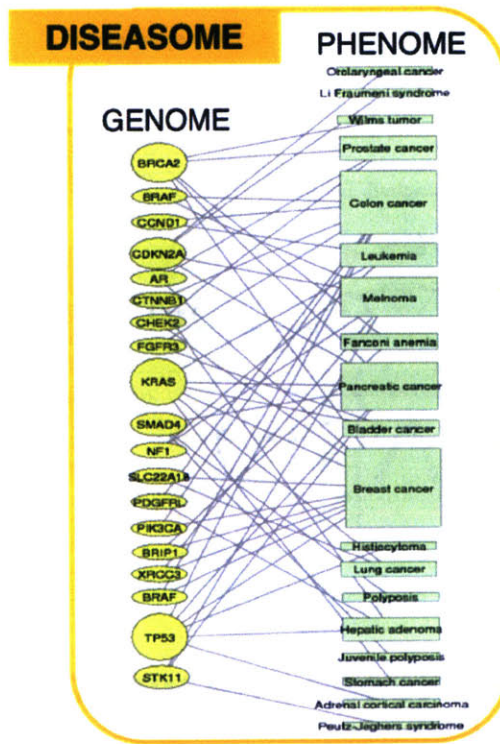 DISEASOME
PHENOME
GENOME
Orolaryngeal cancer
Li Fraumeni syndrome
Wilms tumor
Prostate cancer
Colon cancer
Leukemia
Melnoma
Fanconi anemia
Pancreatic cancer
Bladder cancer
Breast cancer
Histiocytoma
Lung cancer
Polyposis
Hepatic adenoma
Juvenile polyposis
Stomach cancer
Adrenal cortical carcinoma
Peutz-Jeghers syndrome
BRCA2
BRAF
CCND1
CDKN2A
AR
CTNNB1
CHEK2
FGFR3
KRAS
SMAD4
NF1
SLC22A18
PDGFRL
PIK3CA
BRIP1
XRCC3
BRAF
TP53
STK11